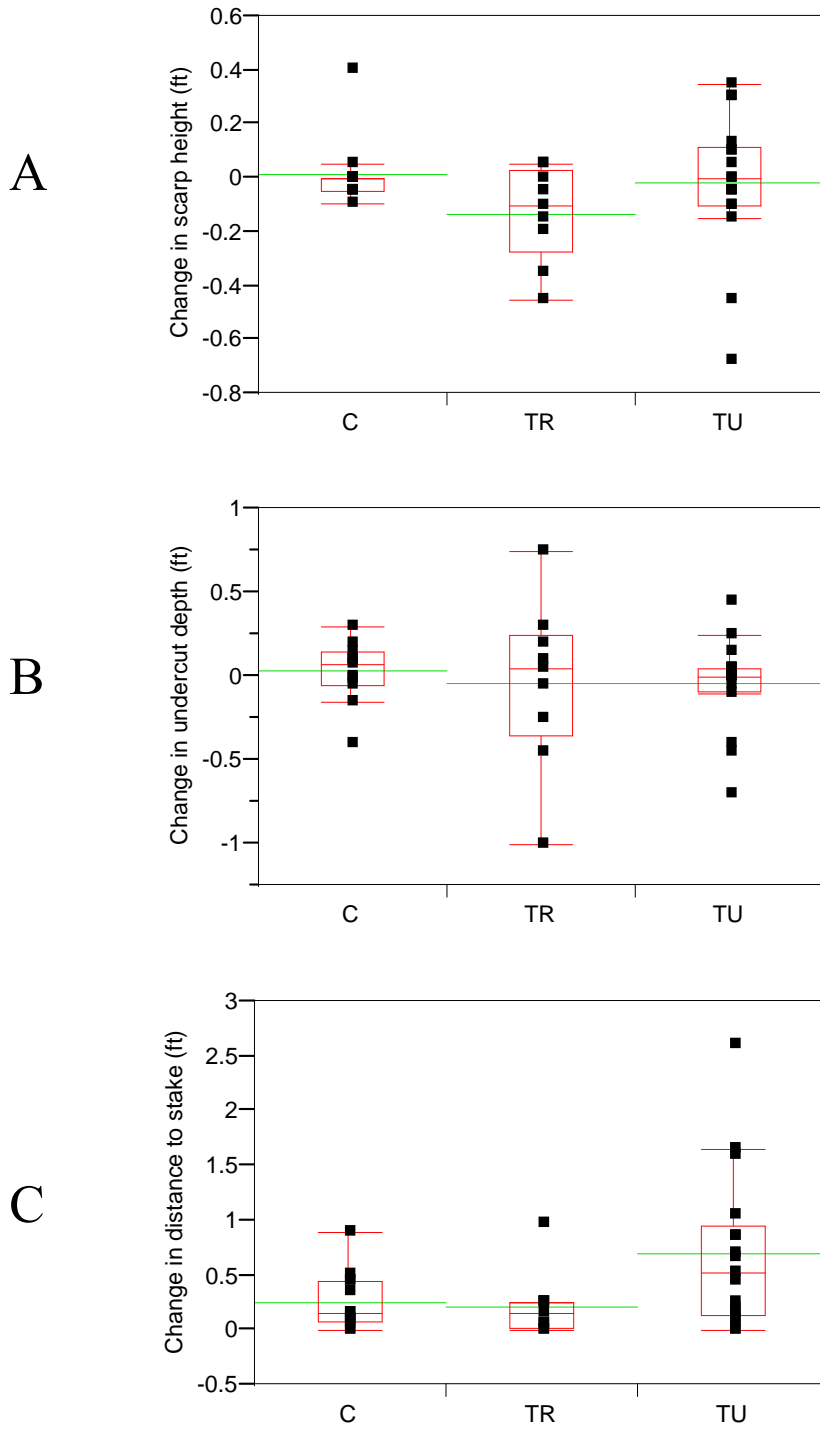 A
Change in scarp height (ft)
0.6
0.4
0.2
0
-0.2
-0.4
-0.6
-0.8
C TR TU
B
Change in undercut depth (ft)
1
0.5
0
-0.5
-1
C TR TU
C
Change in distance to stake (ft)
3
2.5
2
1.5
1
0.5
0
-0.5
C TR TU